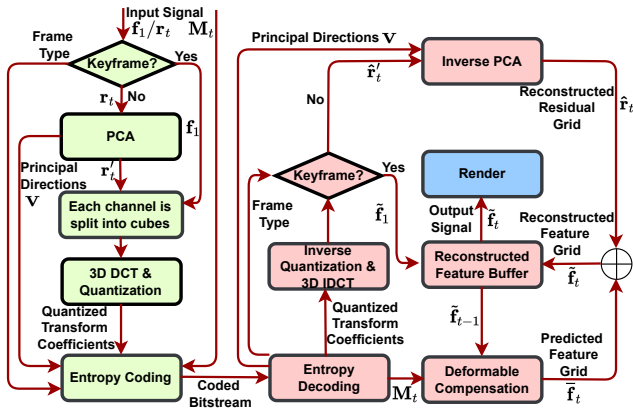 Input Signal
f₁/rₜ
Mₜ
Frame
Type
Keyframe?
Yes
rₜ
No
PCA
f₁
Principal
Directions
V
r′ₜ
Each channel is
split into cubes
3D DCT &
Quantization
Quantized
Transform
Coefficients
Entropy Coding
Coded
Bitstream
Principal Directions V
Inverse PCA
r̂′ₜ
No
Reconstructed
Residual
Grid
r̂ₜ
Keyframe?
Yes
Frame
Type
f̃₁
Render
Output
Signal
f̃ₜ
Reconstructed
Feature
Grid
f̃ₜ
Inverse
Quantization &
3D IDCT
Reconstructed
Feature Buffer
Quantized
Transform
Coefficients
f̃ₜ₋₁
Predicted
Feature
Grid
f̄ₜ
Entropy
Decoding
Mₜ
Deformable
Compensation